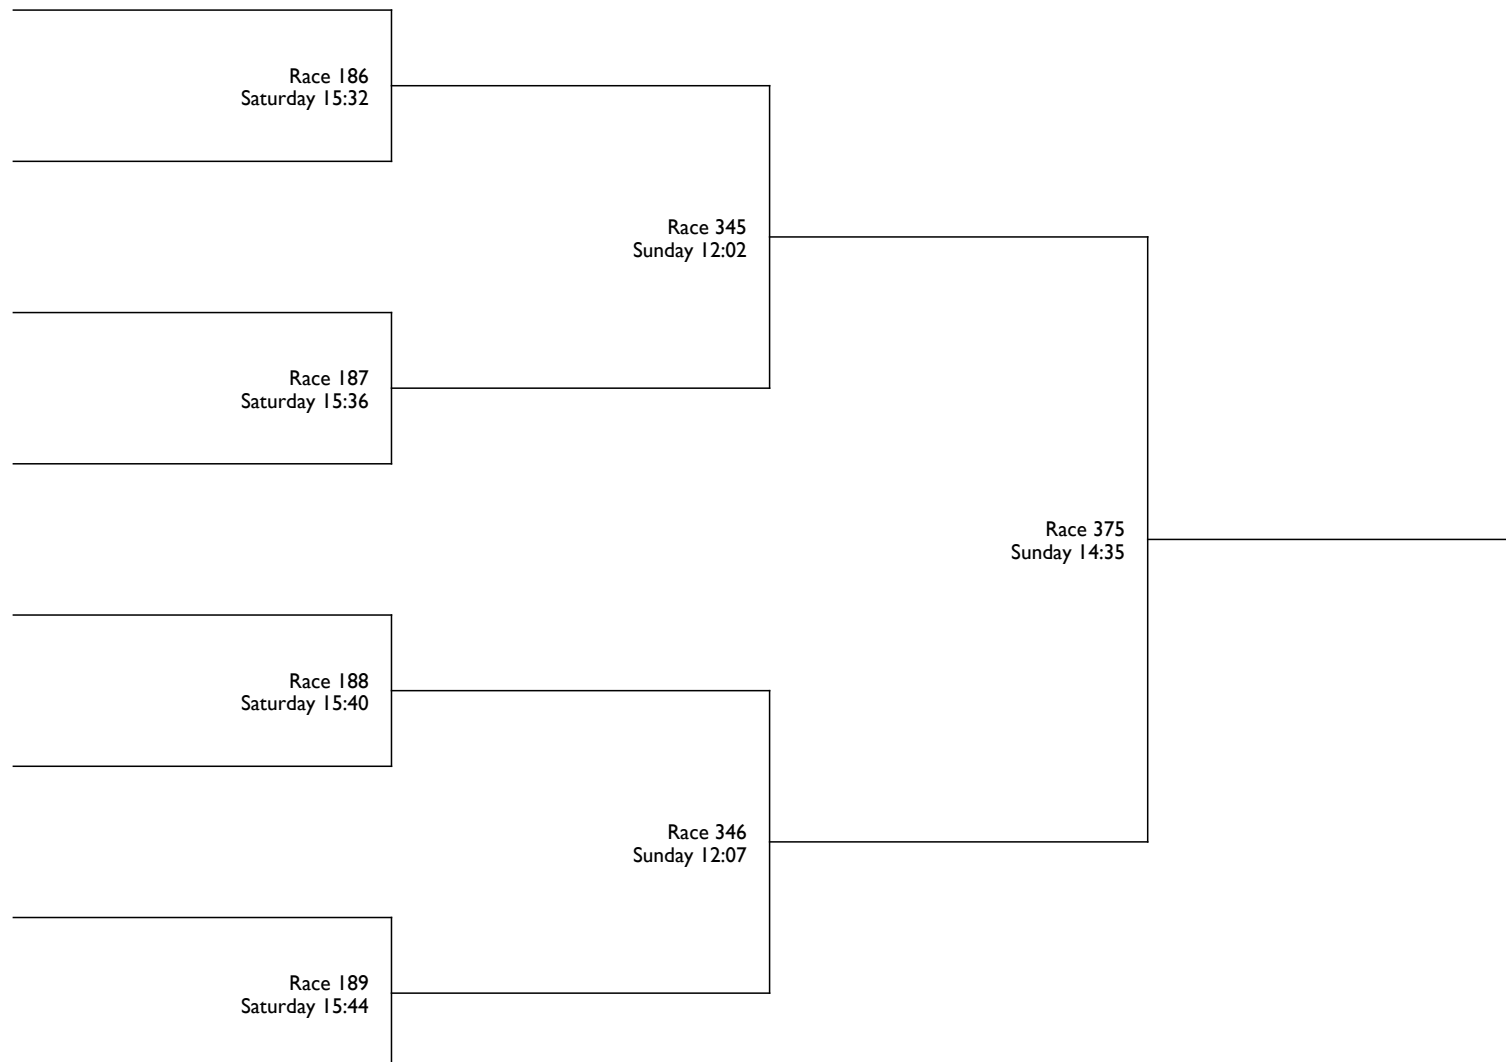 Race 186
Saturday 15:32
Race 345
Sunday 12:02
Race 187
Saturday 15:36
Race 375
Sunday 14:35
Race 188
Saturday 15:40
Race 346
Sunday 12:07
Race 189
Saturday 15:44